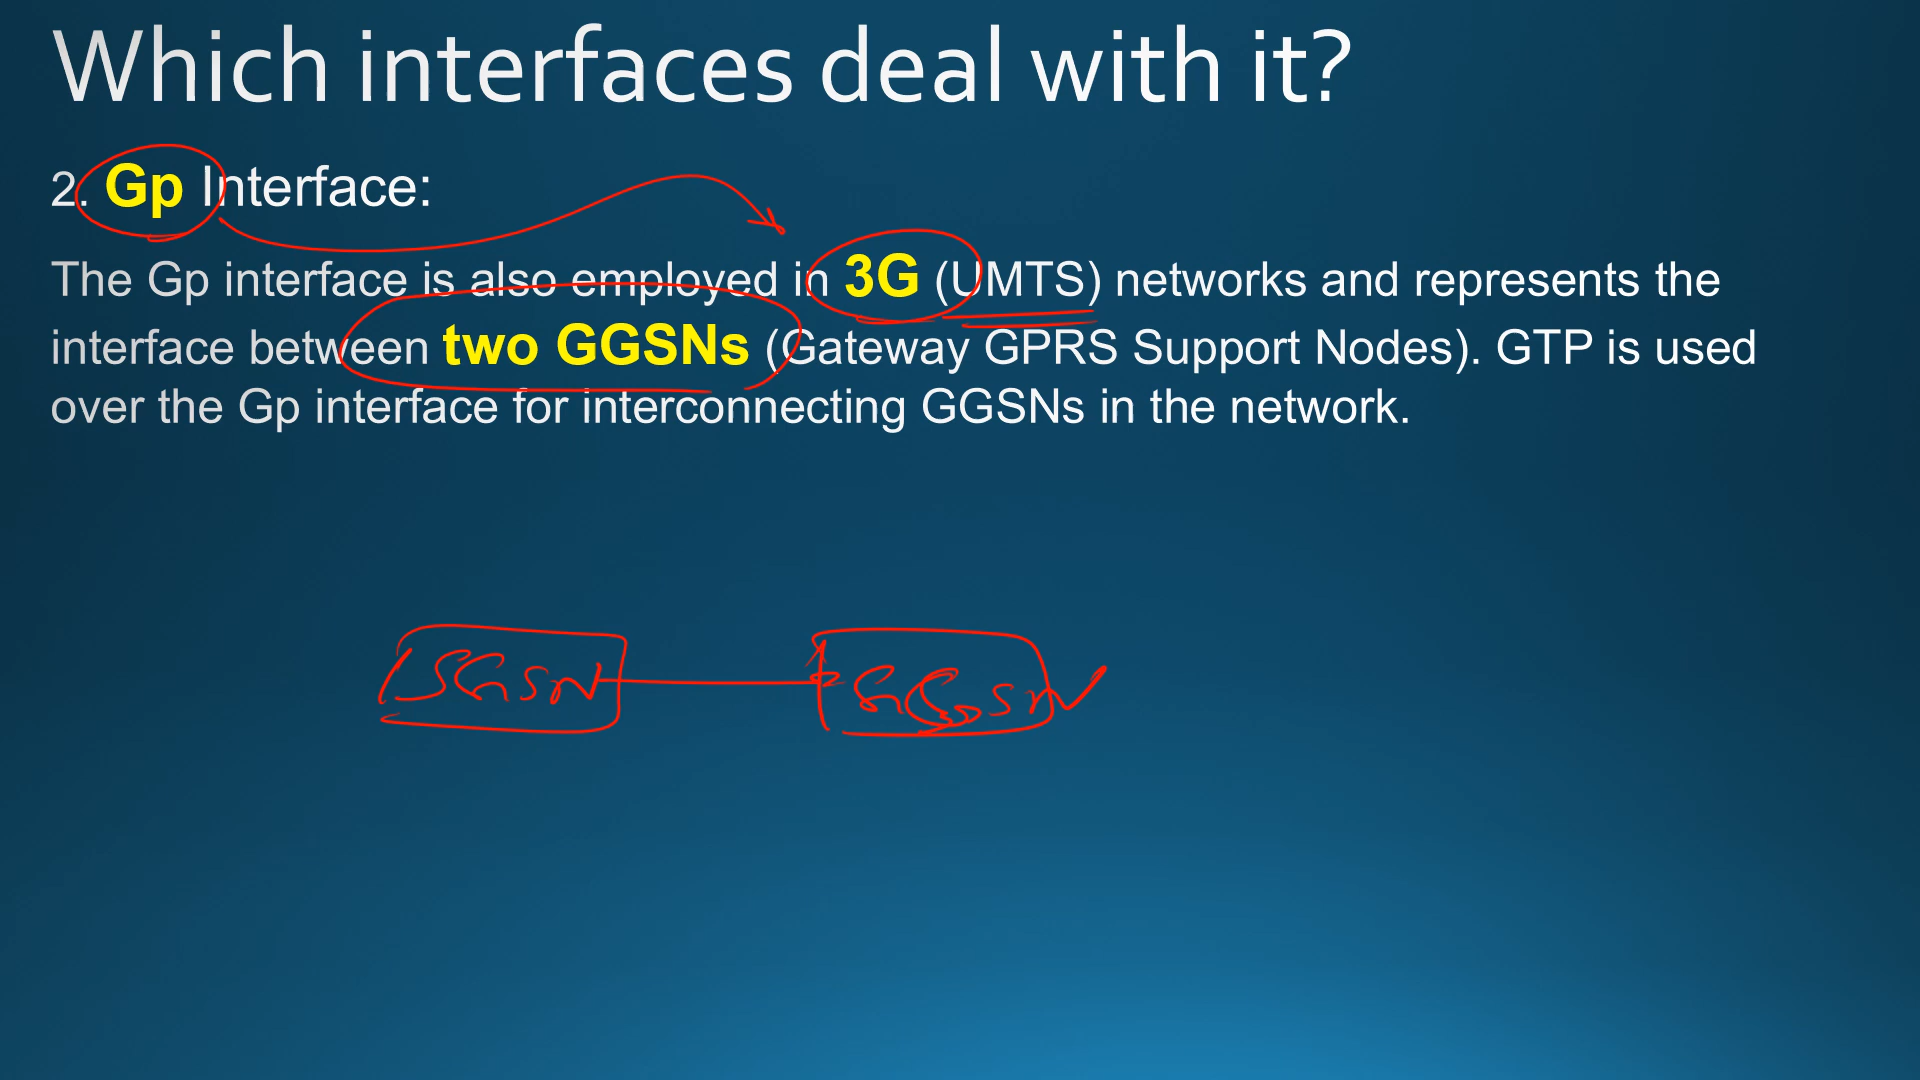 Which interfaces deal with it?
2. Gp Interface:
The Gp interface is also employed in 3G (UMTS) networks and represents the
interface between two GGSNs (Gateway GPRS Support Nodes). GTP is used
over the Gp interface for interconnecting GGSNs in the network.
SGSN GGSN